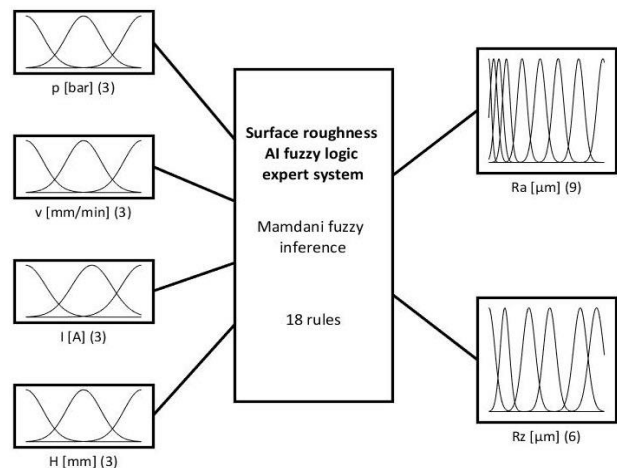 p [bar] (3)
v [mm/min] (3)
I [A] (3)
H [mm] (3)
Surface roughness
AI fuzzy logic
expert system
Mamdani fuzzy
inference
18 rules
Ra [μm] (9)
Rz [μm] (6)